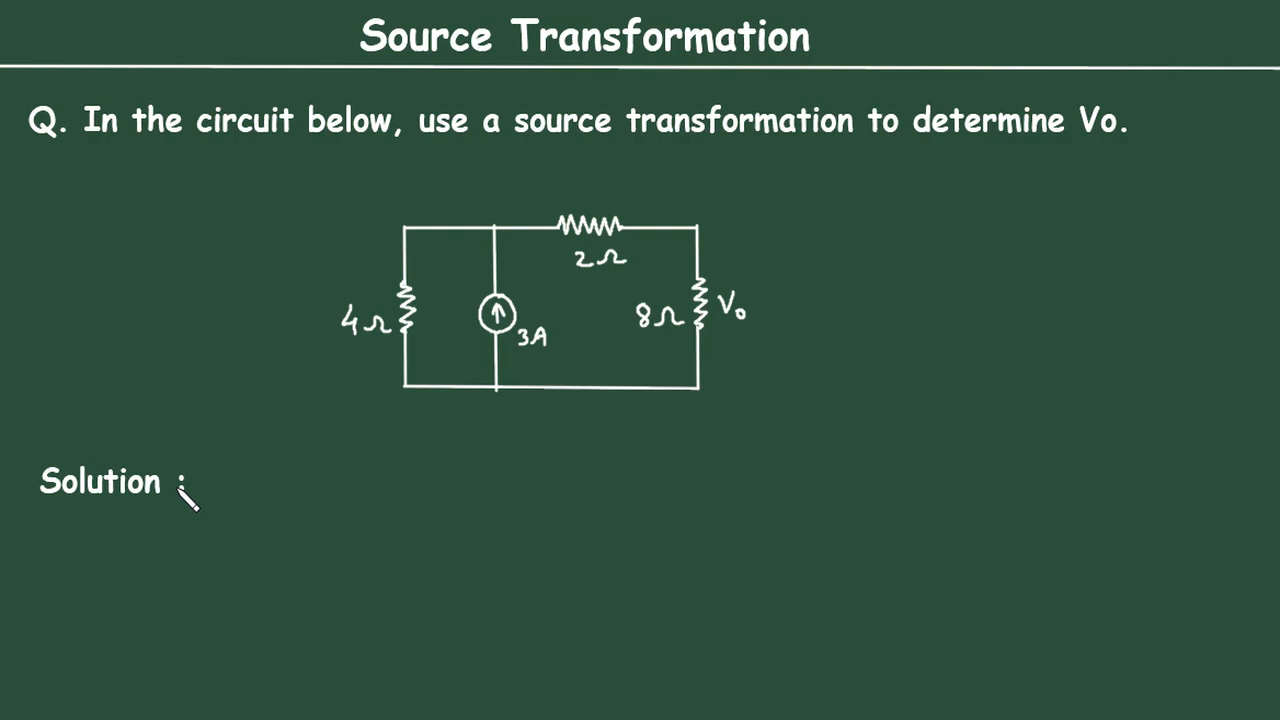 Source Transformation
Q. In the circuit below, use a source transformation to determine Vo.
2Ω
4Ω
3A
8Ω
Vo
Solution :